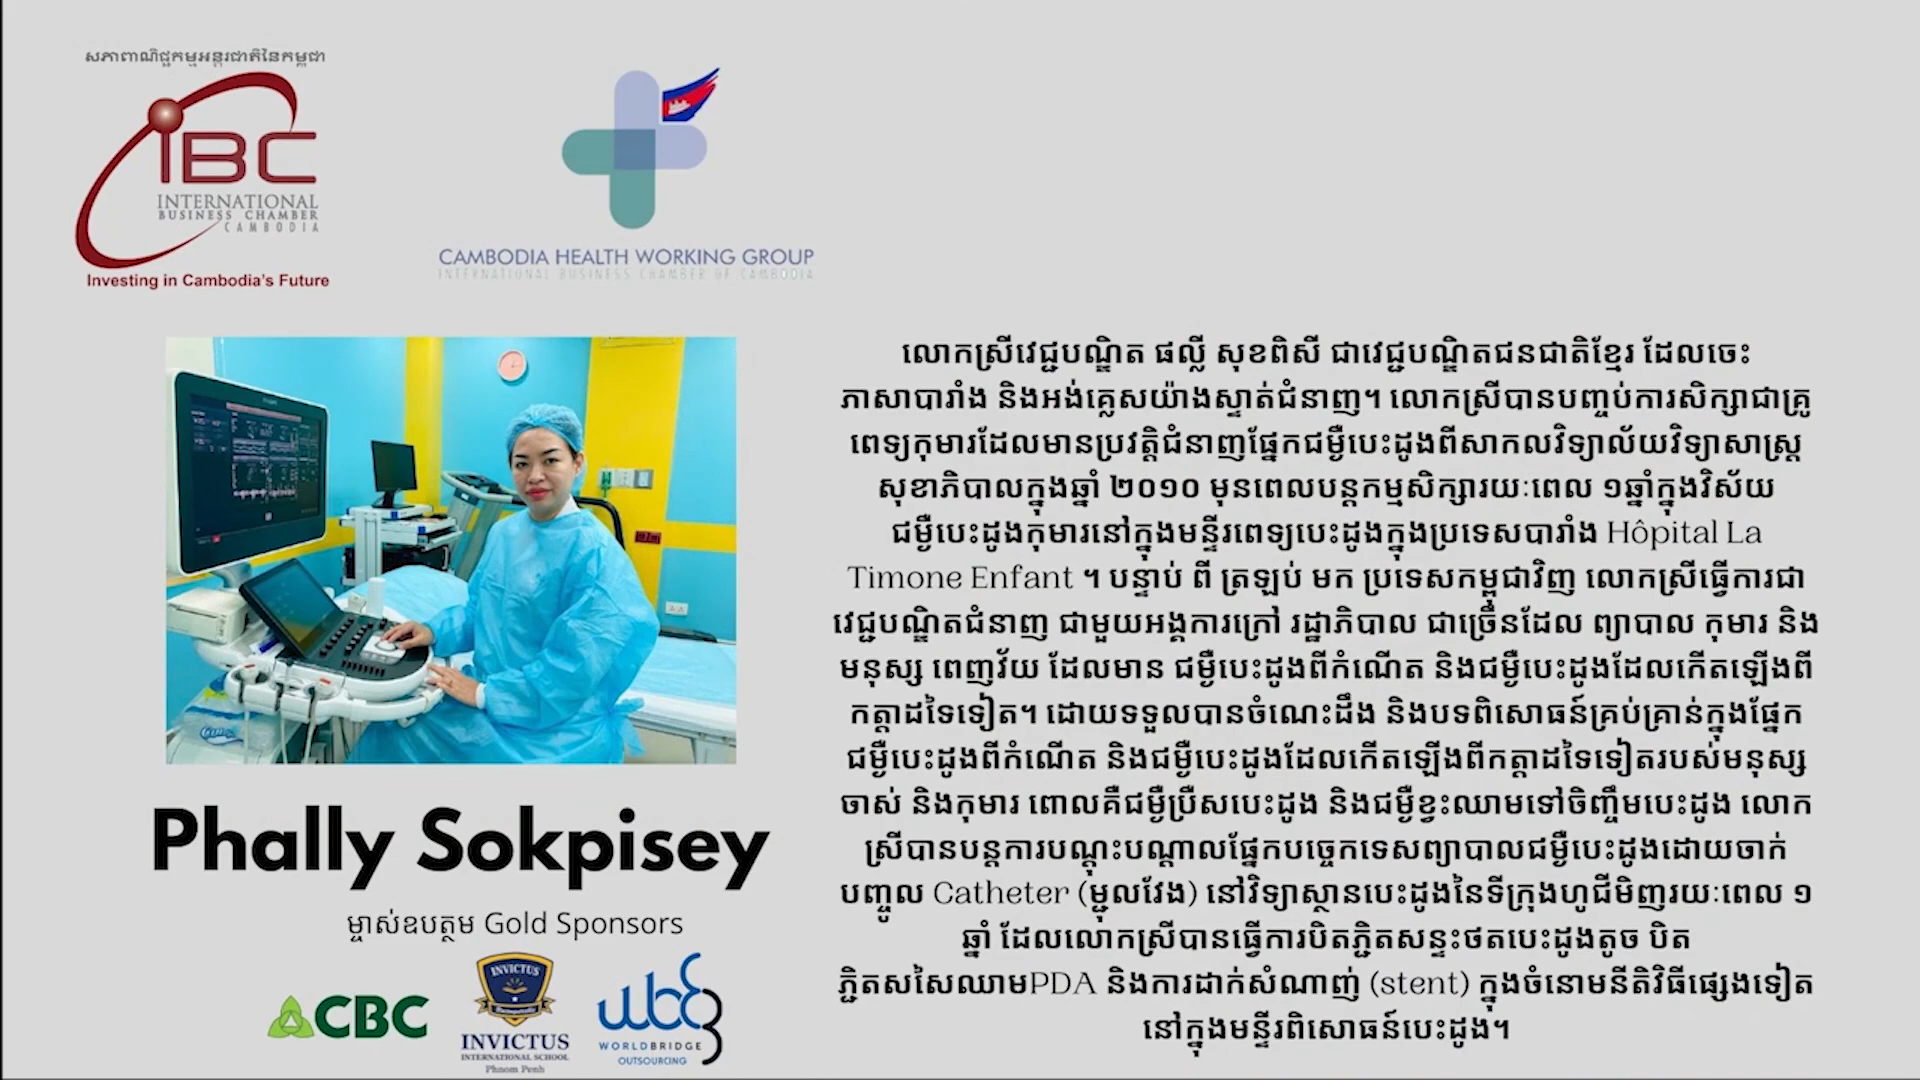 សភាពាណិជ្ជកម្មអន្តរជាតិនៃកម្ពុជា
IBC
INTERNATIONAL
BUSINESS CHAMBER
CAMBODIA
Investing in Cambodia's Future
CAMBODIA HEALTH WORKING GROUP
INTERNATIONAL BUSINESS CHAMBER OF CAMBODIA
លោកស្រីវេជ្ជបណ្ឌិត ផល្លី សុខពិសី ជាវេជ្ជបណ្ឌិតជនជាតិខ្មែរ ដែលចេះ
ភាសាបារាំង និងអង់គ្លេសយ៉ាងស្ទាត់ជំនាញ។ លោកស្រីបានបញ្ចប់ការសិក្សាជាគ្រូ
ពេទ្យកុមារដែលមានប្រវត្តិជំនាញផ្នែកជម្ងឺបេះដូងពីសាកលវិទ្យាល័យវិទ្យាសាស្ត្រ
សុខាភិបាលក្នុងឆ្នាំ ២០១០ មុនពេលបន្តកម្មសិក្សារយៈពេល ១ឆ្នាំក្នុងវិស័យ
ជម្ងឺបេះដូងកុមារនៅក្នុងមន្ទីរពេទ្យបេះដូងក្នុងប្រទេសបារាំង Hôpital La
Timone Enfant ។ បន្ទាប់ ពី ត្រឡប់ មក ប្រទេសកម្ពុជាវិញ លោកស្រីធ្វើការជា
វេជ្ជបណ្ឌិតជំនាញ ជាមួយអង្គការក្រៅ រដ្ឋាភិបាល ជាច្រើនដែល ព្យាបាល កុមារ និង
មនុស្ស ពេញវ័យ ដែលមាន ជម្ងឺបេះដូងពីកំណើត និងជម្ងឺបេះដូងដែលកើតឡើងពី
កត្តាដទៃទៀត។ ដោយទទួលបានចំណេះដឹង និងបទពិសោធន៍គ្រប់គ្រាន់ក្នុងផ្នែក
ជម្ងឺបេះដូងពីកំណើត និងជម្ងឺបេះដូងដែលកើតឡើងពីកត្តាដទៃទៀតរបស់មនុស្ស
ចាស់ និងកុមារ ពោលគឺជម្ងឺប្រឹសបេះដូង និងជម្ងឺខ្វះឈាមទៅចិញ្ចឹមបេះដូង លោក
ស្រីបានបន្តការបណ្តុះបណ្តាលផ្នែកបច្ចេកទេសព្យាបាលជម្ងឺបេះដូងដោយចាក់
បញ្ចូល Catheter (ម្ជុលវែង) នៅវិទ្យាស្ថានបេះដូងនៃទីក្រុងហូជីមិញរយៈពេល ១
ឆ្នាំ ដែលលោកស្រីបានធ្វើការបិតភ្ជិតសន្ទះថតបេះដូងតូច បិត
ភ្ជិតសសៃឈាមPDA និងការដាក់សំណាញ់ (stent) ក្នុងចំនោមនីតិវិធីផ្សេងទៀត
នៅក្នុងមន្ទីរពិសោធន៍បេះដូង។
Phally Sokpisey
ម្ចាស់ឧបត្ថម Gold Sponsors
CBC
INVICTUS
INVICTUS
INTERNATIONAL SCHOOL
Phnom Penh
wbg
WORLDBRIDGE
OUTSOURCING